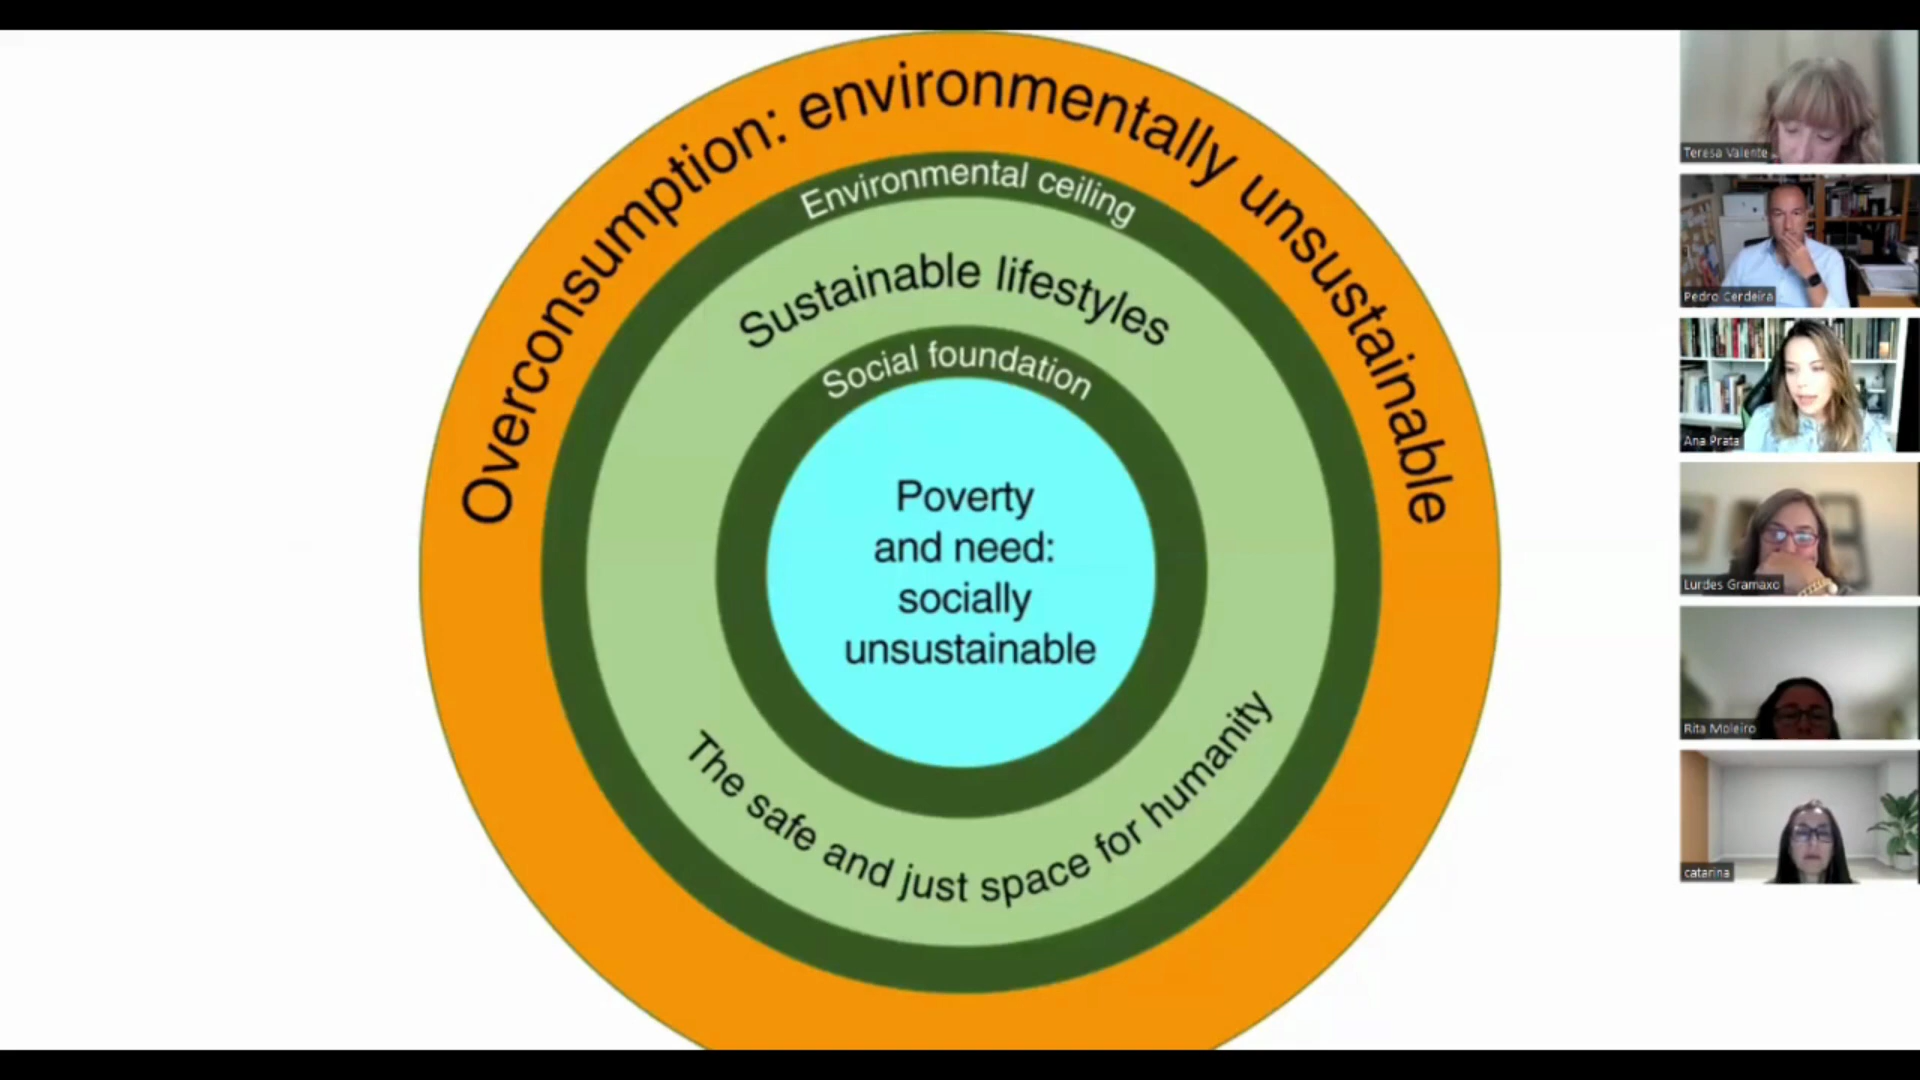 Overconsumption: environmentally unsustainable
Environmental ceiling
Sustainable lifestyles
Social foundation
Poverty
and need:
socially
unsustainable
The safe and just space for humanity
Teresa Valente
Pedro Cerdeira
Ana Prata
Lurdes Gramaxo
Rita Moleiro
catarina